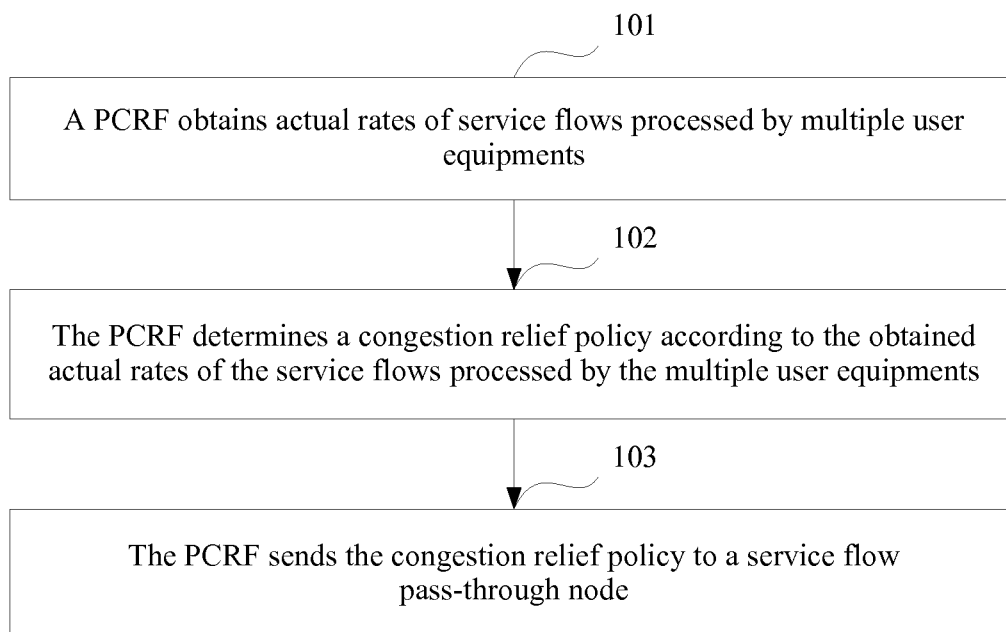 101
A PCRF obtains actual rates of service flows processed by multiple user
equipments
102
The PCRF determines a congestion relief policy according to the obtained
actual rates of the service flows processed by the multiple user equipments
103
The PCRF sends the congestion relief policy to a service flow
pass-through node